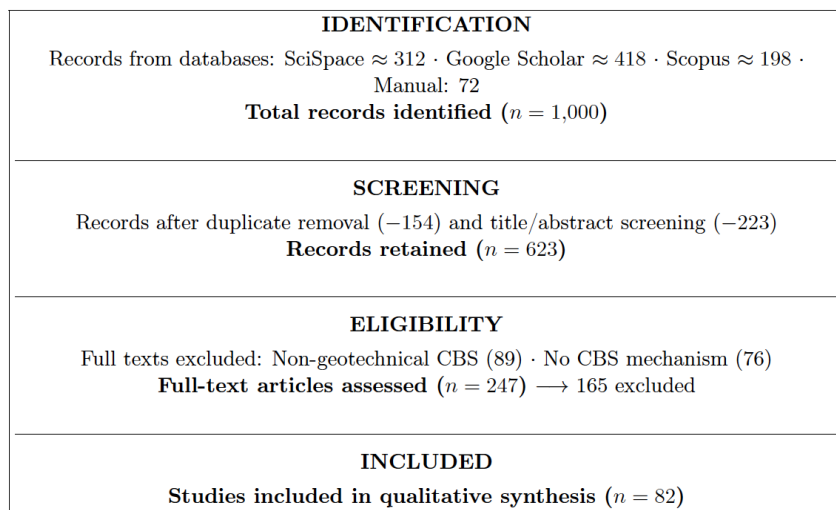 IDENTIFICATION
Records from databases: SciSpace ≈ 312 · Google Scholar ≈ 418 · Scopus ≈ 198 ·
Manual: 72
Total records identified (n = 1,000)
SCREENING
Records after duplicate removal (−154) and title/abstract screening (−223)
Records retained (n = 623)
ELIGIBILITY
Full texts excluded: Non-geotechnical CBS (89) · No CBS mechanism (76)
Full-text articles assessed (n = 247) ⟶ 165 excluded
INCLUDED
Studies included in qualitative synthesis (n = 82)